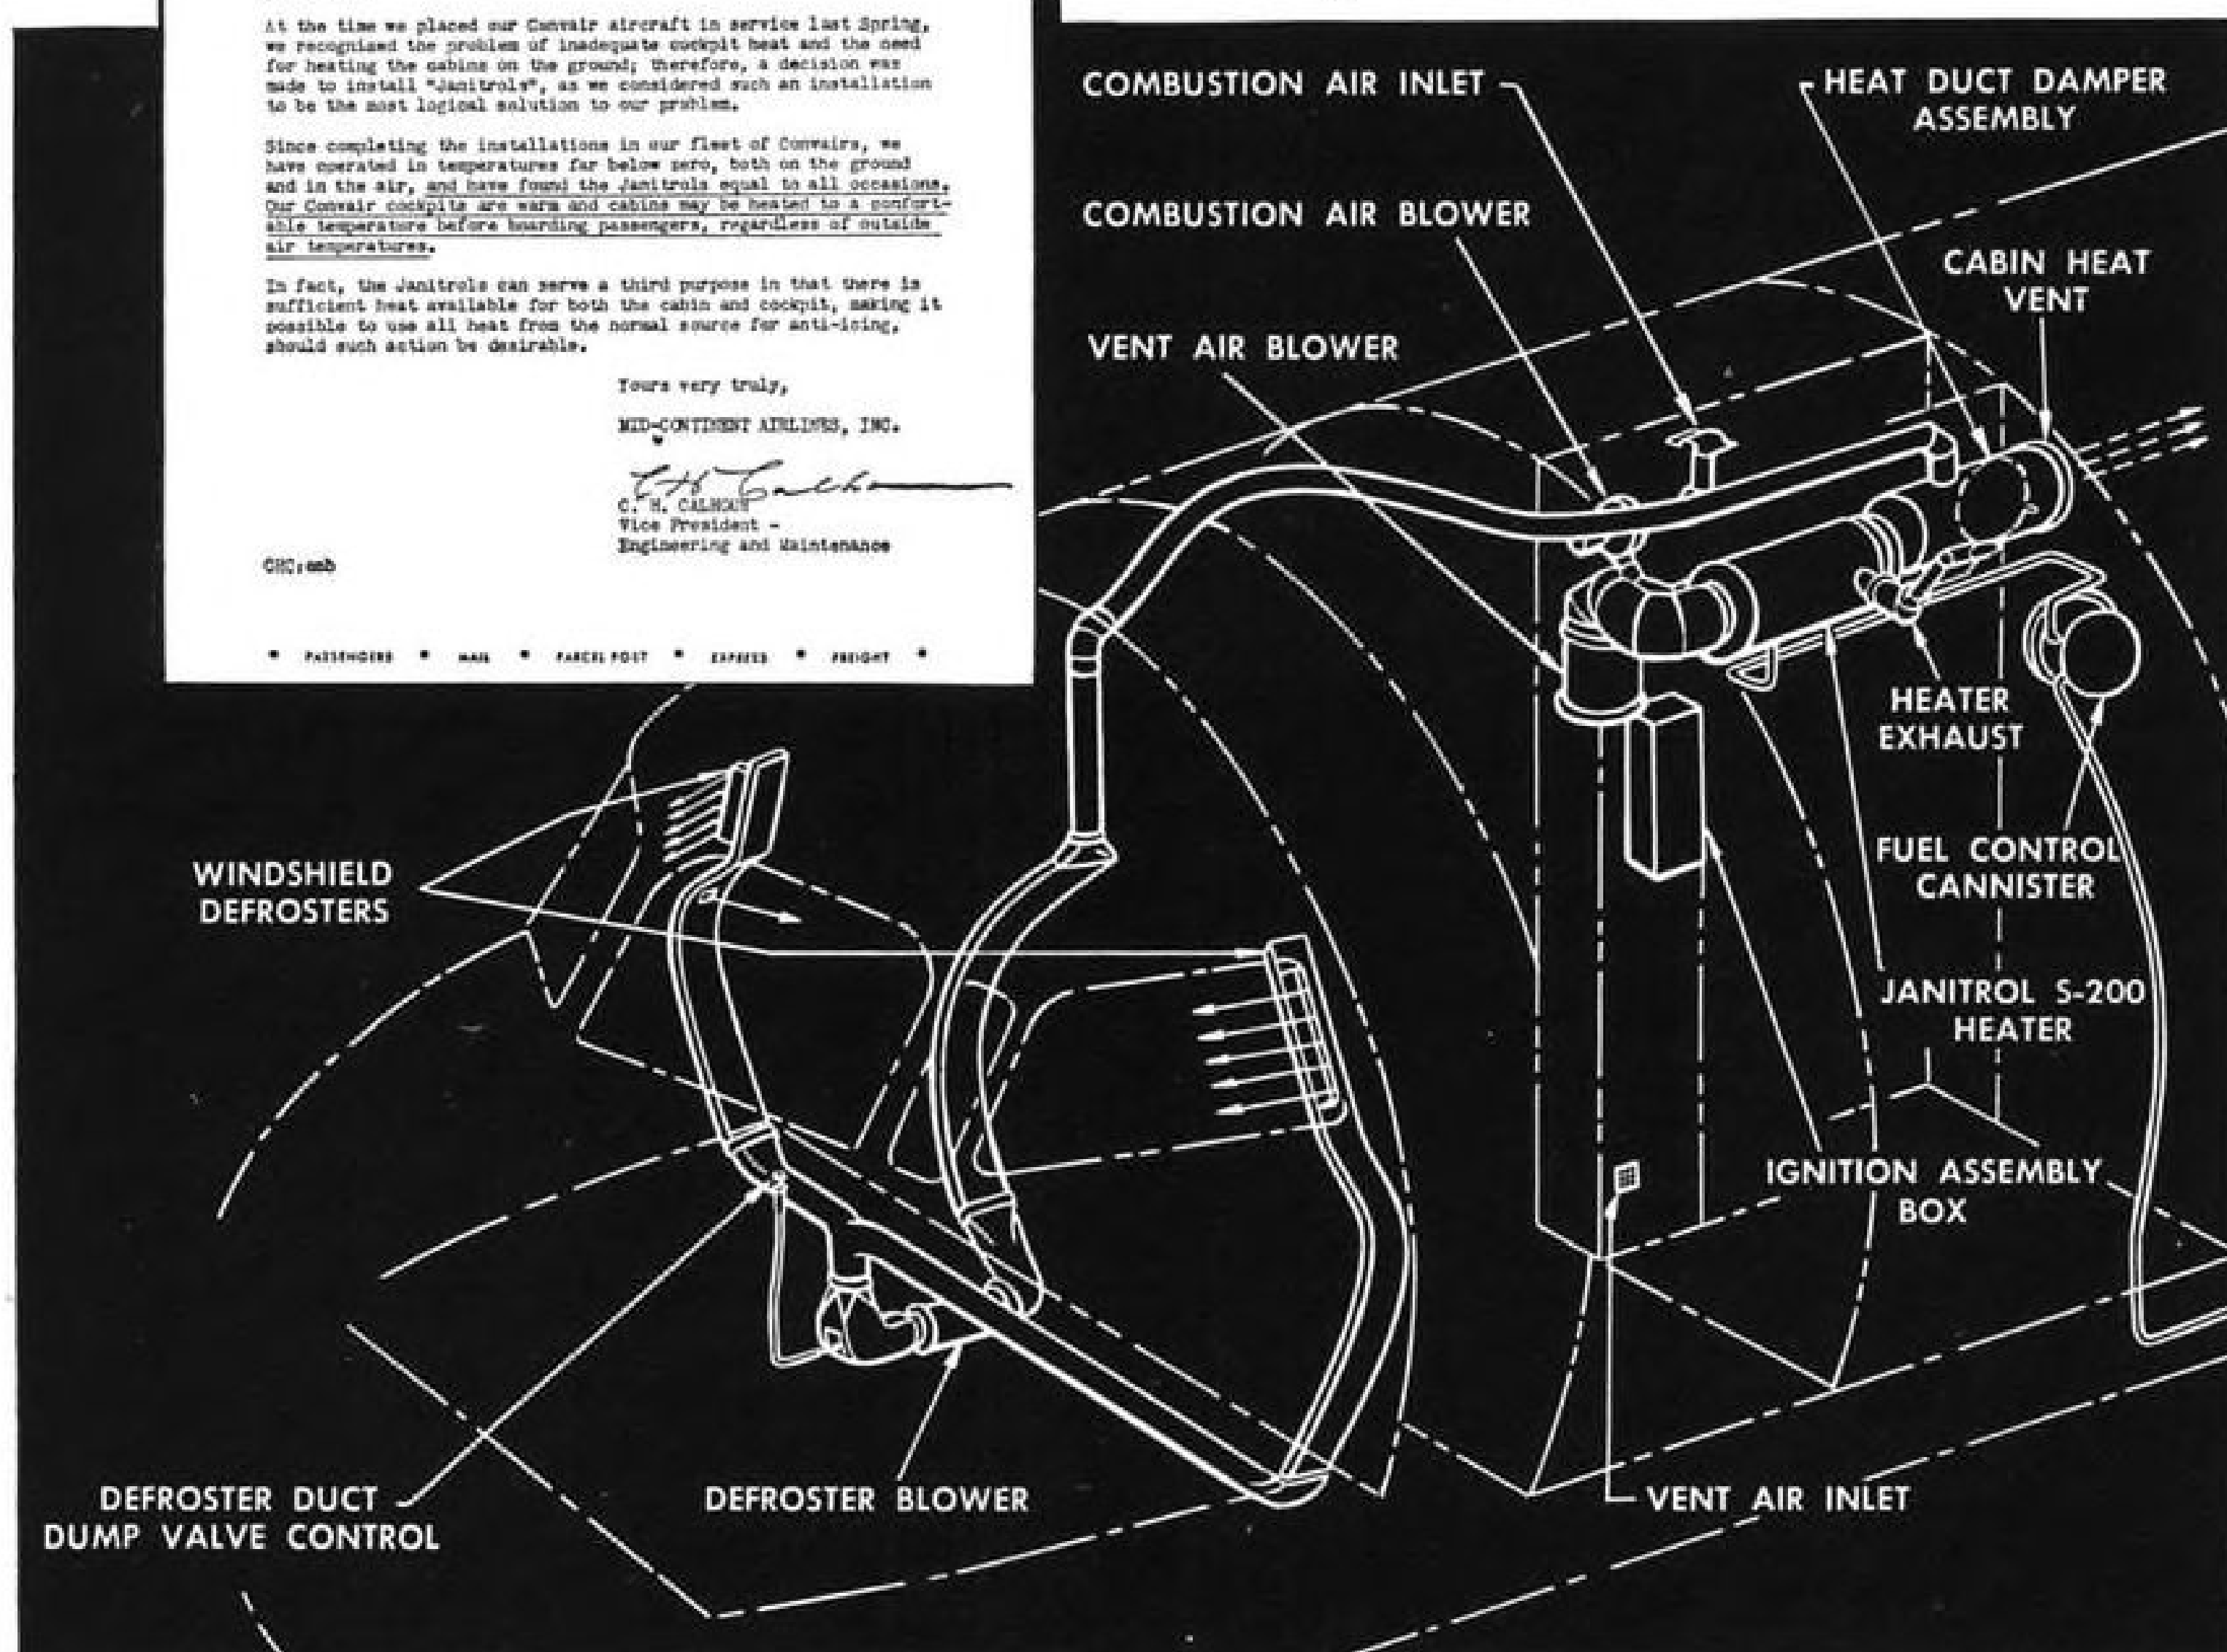 At the time we placed our Convair aircraft in service last Spring,
we recognized the problem of inadequate cockpit heat and the need
for heating the cabins on the ground; therefore, a decision was
made to install "Janitrols", as we considered such an installation
to be the most logical solution to our problem.
Since completing the installations in our fleet of Convairs, we
have operated in temperatures far below zero, both on the ground
and in the air, and have found the Janitrols equal to all occasions.
Our Convair cockpits are warm and cabins may be heated to a comfort-
able temperature before boarding passengers, regardless of outside
air temperatures.
In fact, the Janitrols can serve a third purpose in that there is
sufficient heat available for both the cabin and cockpit, making it
possible to use all heat from the normal source for anti-icing,
should such action be desirable.
Yours very truly,
MID-CONTINENT AIRLINES, INC.
C H Calhoun
C. H. CALHOUN
Vice President -
Engineering and Maintenance
CHC:emb
• PASSENGERS • MAIL • PARCEL POST • EXPRESS • FREIGHT •
COMBUSTION AIR INLET
HEAT DUCT DAMPER
ASSEMBLY
COMBUSTION AIR BLOWER
CABIN HEAT
VENT
VENT AIR BLOWER
HEATER
EXHAUST
WINDSHIELD
DEFROSTERS
FUEL CONTROL
CANNISTER
JANITROL S-200
HEATER
IGNITION ASSEMBLY
BOX
DEFROSTER DUCT
DUMP VALVE CONTROL
DEFROSTER BLOWER
VENT AIR INLET